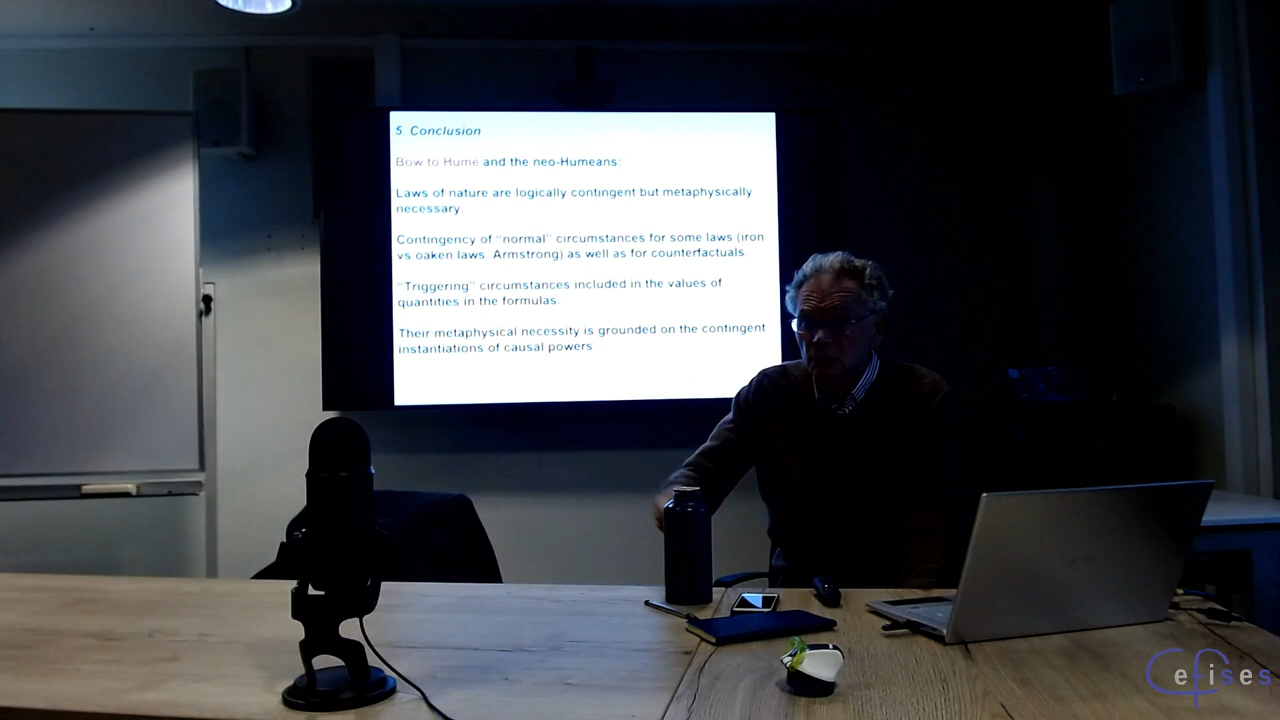 5. Conclusion
Bow to Hume and the neo-Humeans:
Laws of nature are logically contingent but metaphysically
necessary.
Contingency of "normal" circumstances for some laws (iron
vs oaken laws. Armstrong) as well as for counterfactuals.
"Triggering" circumstances included in the values of
quantities in the formulas.
Their metaphysical necessity is grounded on the contingent
instantiations of causal powers
Cefises